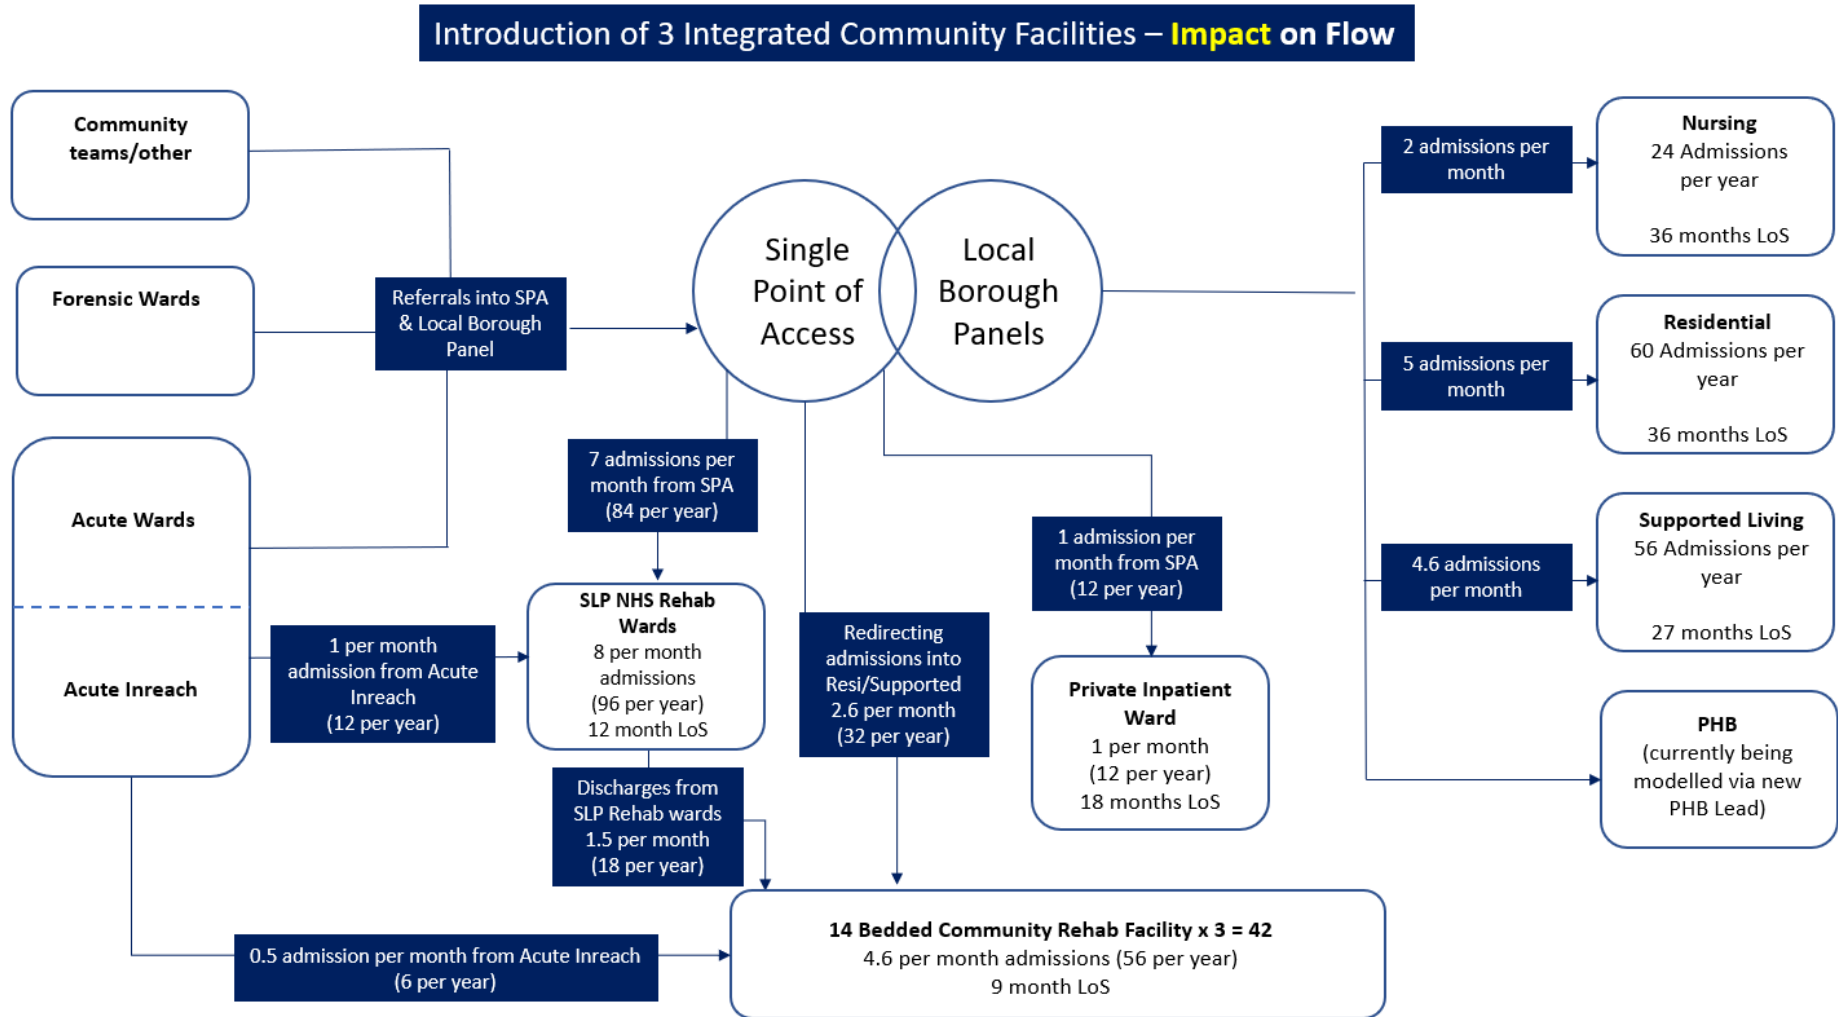 Introduction of 3 Integrated Community Facilities – Impact on Flow
Community
teams/other
Forensic Wards
Acute Wards
Acute Inreach
Referrals into SPA
& Local Borough
Panel
Single
Point of
Access
Local
Borough
Panels
7 admissions per
month from SPA
(84 per year)
1 per month
admission from Acute
Inreach
(12 per year)
SLP NHS Rehab
Wards
8 per month
admissions
(96 per year)
12 month LoS
Discharges from
SLP Rehab wards
1.5 per month
(18 per year)
Redirecting
admissions into
Resi/Supported
2.6 per month
(32 per year)
1 admission per
month from SPA
(12 per year)
Private Inpatient
Ward
1 per month
(12 per year)
18 months LoS
0.5 admission per month from Acute Inreach
(6 per year)
14 Bedded Community Rehab Facility x 3 = 42
4.6 per month admissions (56 per year)
9 month LoS
2 admissions per
month
Nursing
24 Admissions
per year
36 months LoS
5 admissions per
month
Residential
60 Admissions per
year
36 months LoS
4.6 admissions
per month
Supported Living
56 Admissions per
year
27 months LoS
PHB
(currently being
modelled via new
PHB Lead)